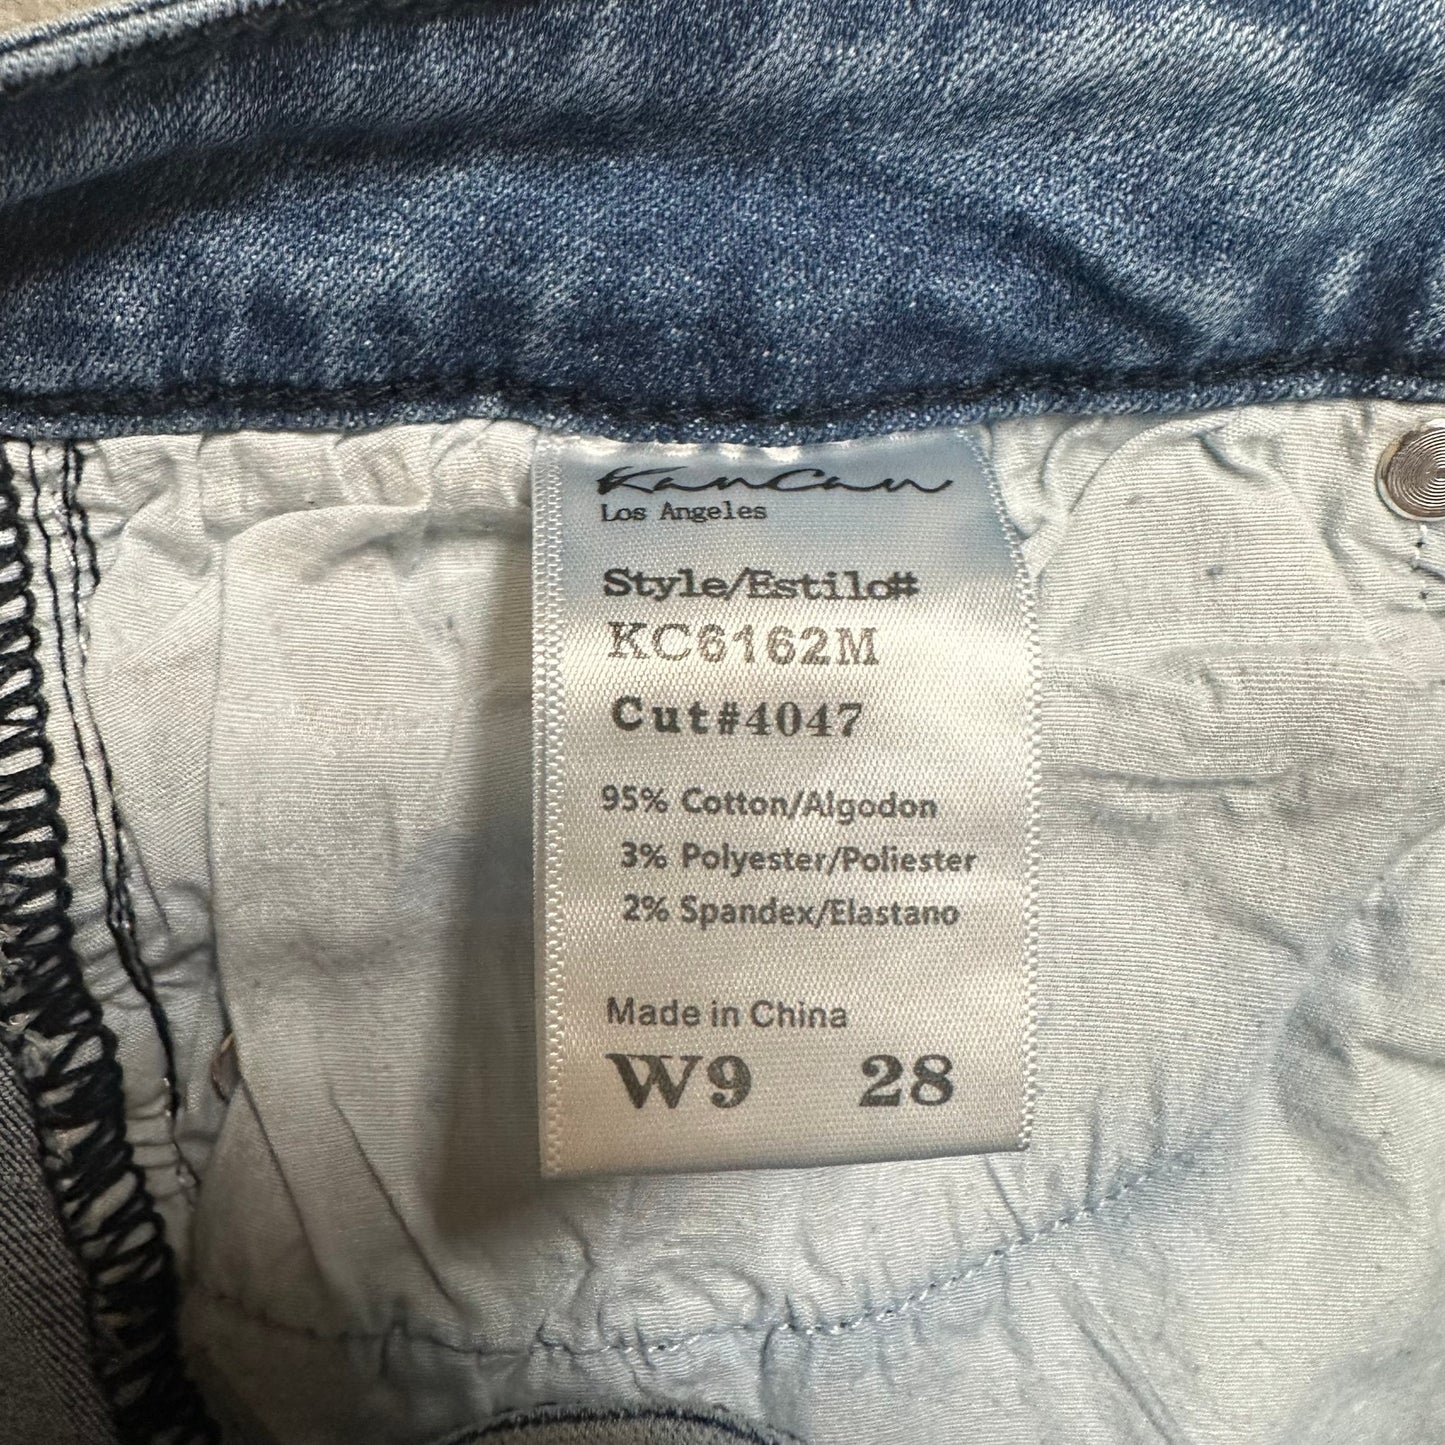 KanCan
Los Angeles
Style/Estilo#
KC6162M
Cut#4047
95% Cotton/Algodon
3% Polyester/Poliester
2% Spandex/Elastano
Made in China
W9 28